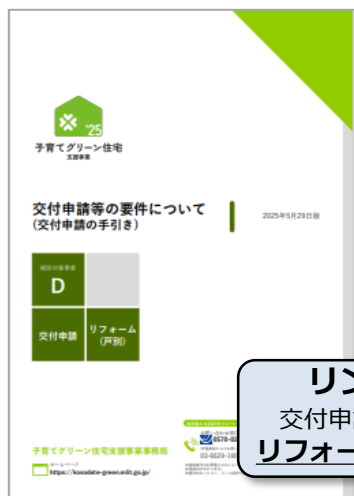 '25
子育てグリーン住宅
支援事業
交付申請等の要件について
(交付申請の手引き)
2025年5月29日版
補助対象事業
D
交付申請
リフォーム
(戸別)
リン
交付申
リフォー
子育てグリーン住宅支援事業事務局
ホームページ
https://kosodate-green.mlit.go.jp/
0570-0
03-6629-16